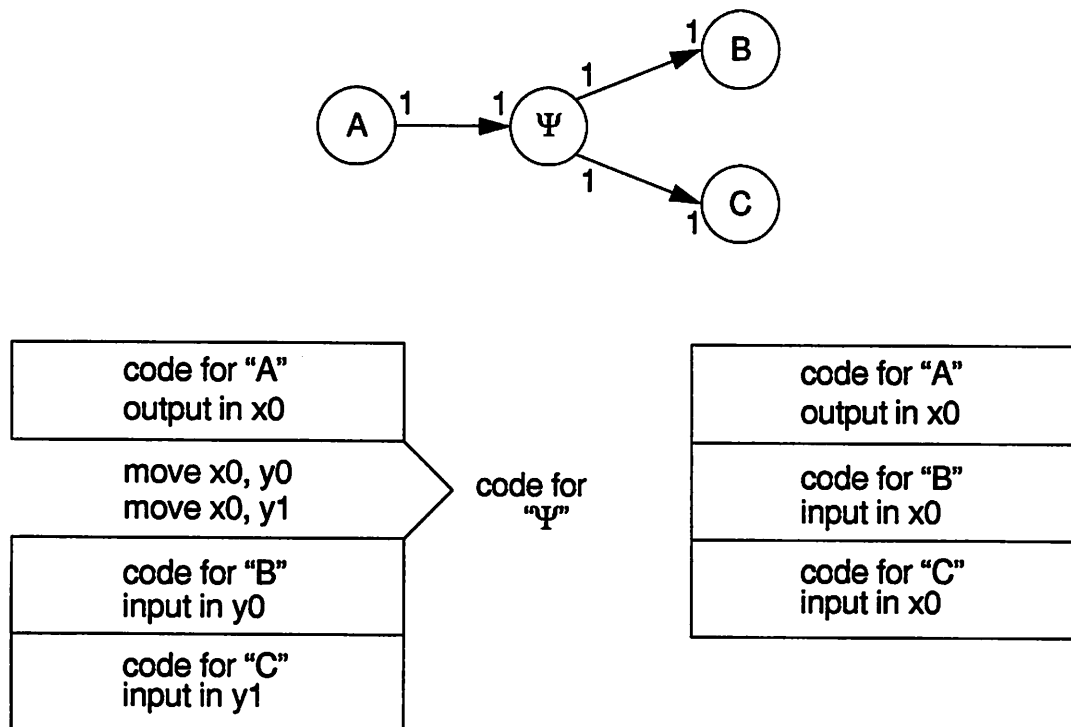 1
B
1
A
1
1
Ψ
1
C
1
code for “A”
output in x0
move x0, y0
move x0, y1
code for
“Ψ”
code for “B”
input in y0
code for “C”
input in y1
code for “A”
output in x0
code for “B”
input in x0
code for “C”
input in x0